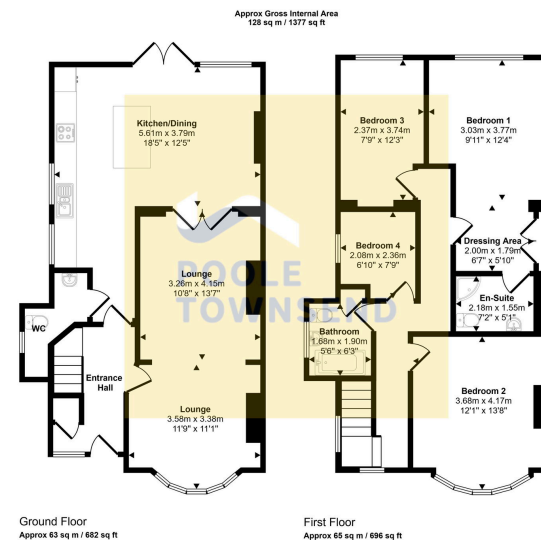 Approx Gross Internal Area
128 sq m / 1377 sq ft
Kitchen/Dining
5.61m x 3.79m
18'5" x 12'5"
Bedroom 3
2.37m x 3.74m
7'9" x 12'3"
Bedroom 1
3.03m x 3.77m
9'11" x 12'4"
Lounge
3.26m x 4.15m
10'8" x 13'7"
Bedroom 4
2.08m x 2.36m
6'10" x 7'9"
Dressing Area
2.00m x 1.79m
6'7" x 5'10"
POOLE
TOWNSEND
En-Suite
2.18m x 1.55m
7'2" x 5'1"
WC
Bathroom
1.68m x 1.90m
5'6" x 6'3"
Entrance
Hall
Lounge
3.58m x 3.38m
11'9" x 11'1"
Bedroom 2
3.68m x 4.17m
12'1" x 13'8"
Ground Floor
Approx 63 sq m / 682 sq ft
First Floor
Approx 65 sq m / 696 sq ft